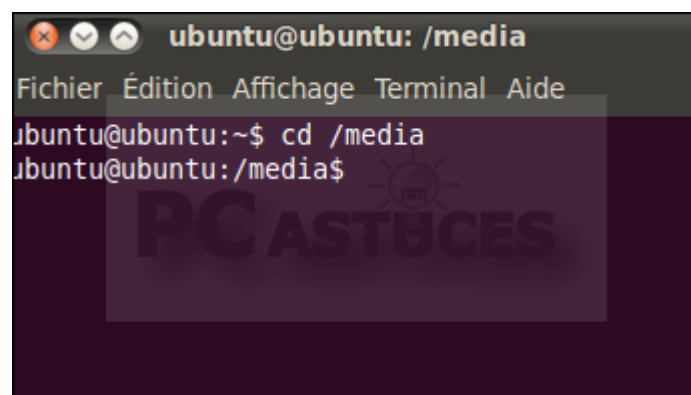 ubuntu@ubuntu: /media
Fichier Édition Affichage Terminal Aide
ubuntu@ubuntu:~$ cd /media
ubuntu@ubuntu:/media$
PC ASTUCES